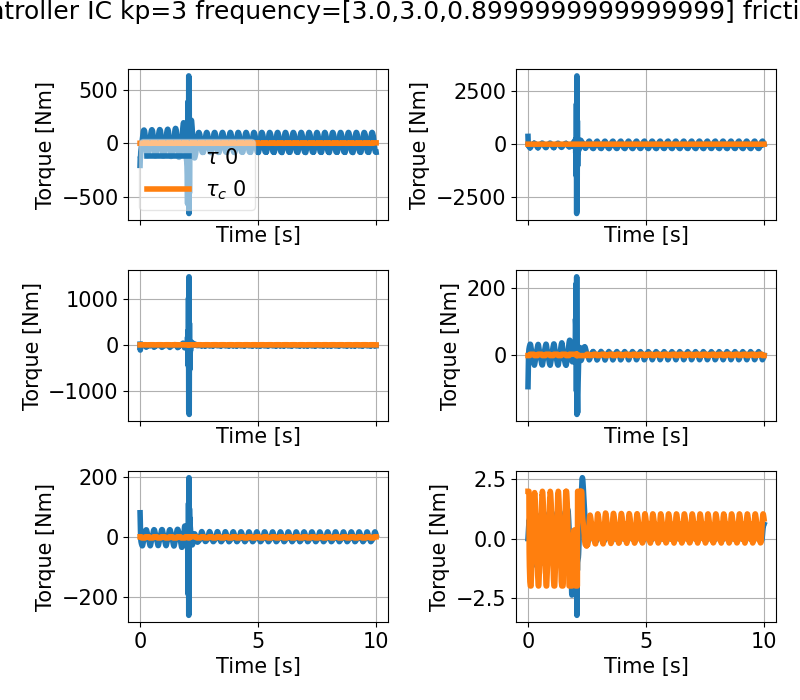 ntroller IC kp=3 frequency=[3.0,3.0,0.8999999999999999] fricti
500
0
−500
Torque [Nm]
τ 0
τc 0
Time [s]
2500
0
−2500
Torque [Nm]
Time [s]
1000
0
−1000
Torque [Nm]
Time [s]
200
0
Torque [Nm]
Time [s]
200
0
−200
Torque [Nm]
0 5 10
Time [s]
2.5
0.0
−2.5
Torque [Nm]
0 5 10
Time [s]